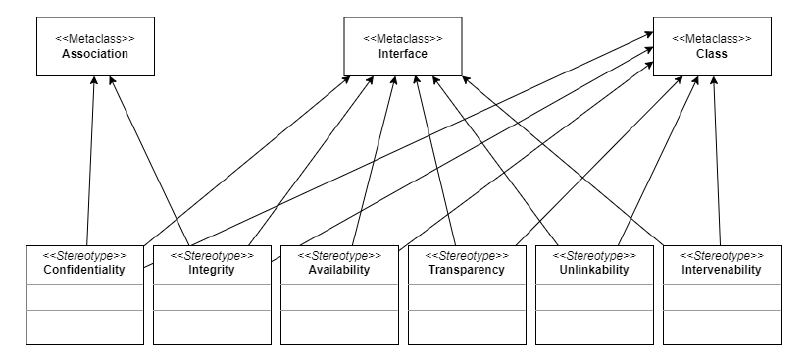 <<Metaclass>>
Association
<<Metaclass>>
Interface
<<Metaclass>>
Class
<<Stereotype>>
Confidentiality
<<Stereotype>>
Integrity
<<Stereotype>>
Availability
<<Stereotype>>
Transparency
<<Stereotype>>
Unlinkability
<<Stereotype>>
Intervenability